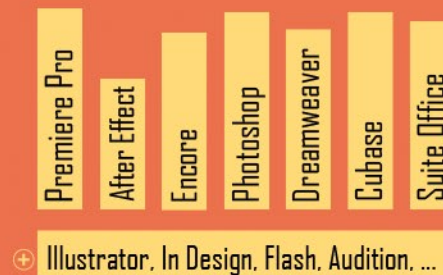 Premiere Pro
After Effect
Encore
Photoshop
Dreamweaver
Cubase
Suite Office
Illustrator, In Design, Flash, Audition, ...